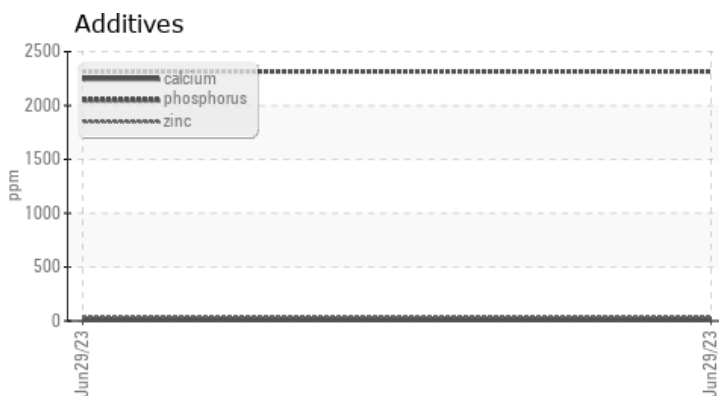 Additives
2500
2000
1500
1000
500
0
ppm
calcium
phosphorus
zinc
Jun29/23
Jun29/23